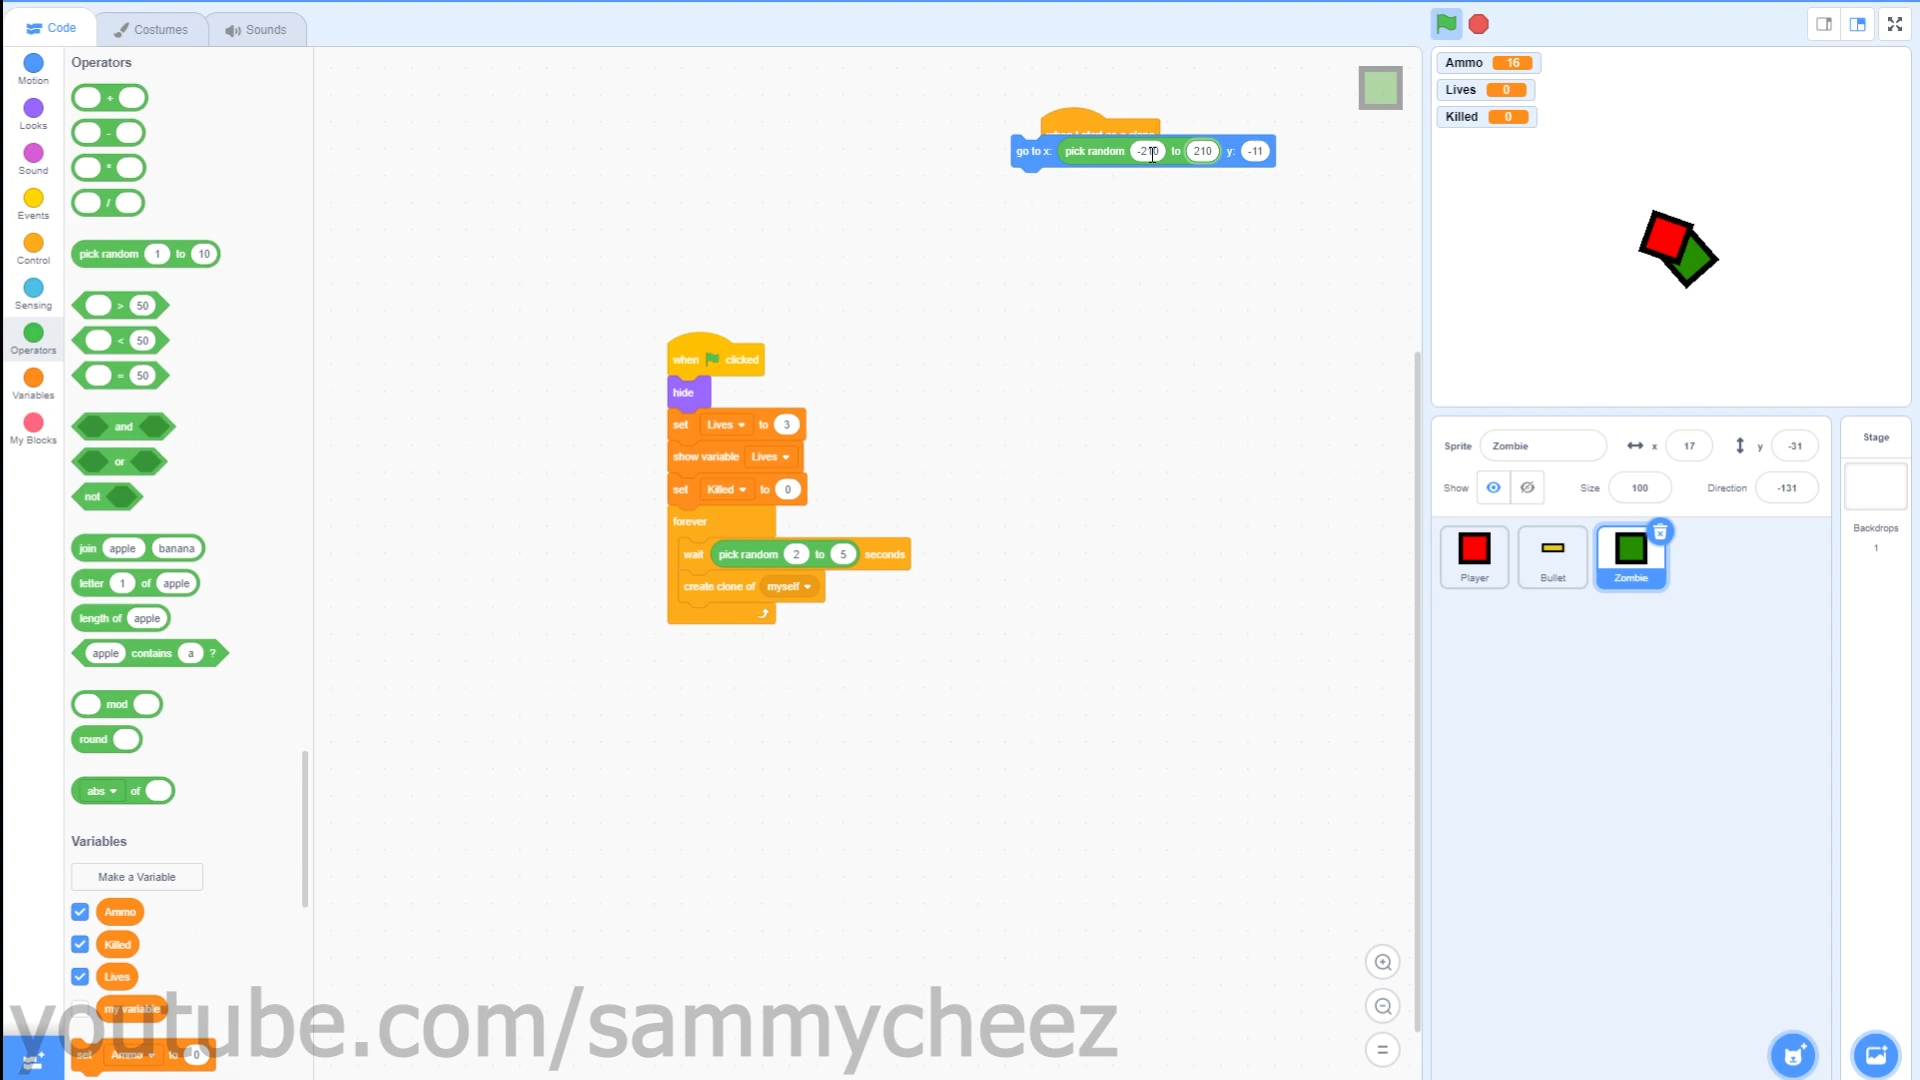 Code
Costumes
Sounds
Motion
Looks
Sound
Events
Control
Sensing
Operators
Variables
My Blocks
Operators
+
-
*
/
pick random 1 to 10
> 50
< 50
= 50
and
or
not
join apple banana
letter 1 of apple
length of apple
apple contains a ?
mod
round
abs of
Variables
Make a Variable
Ammo
Killed
Lives
my variable
set Ammo to 0
when I start as a clone
go to x: pick random -210 to 210 y: -11
when clicked
hide
set Lives to 3
show variable Lives
set Killed to 0
forever
wait pick random 2 to 5 seconds
create clone of myself
Ammo 16
Lives 0
Killed 0
Sprite Zombie x 17 y -31
Show Size 100 Direction -131
Player
Bullet
Zombie
Stage
Backdrops
1
youtube.com/sammycheez